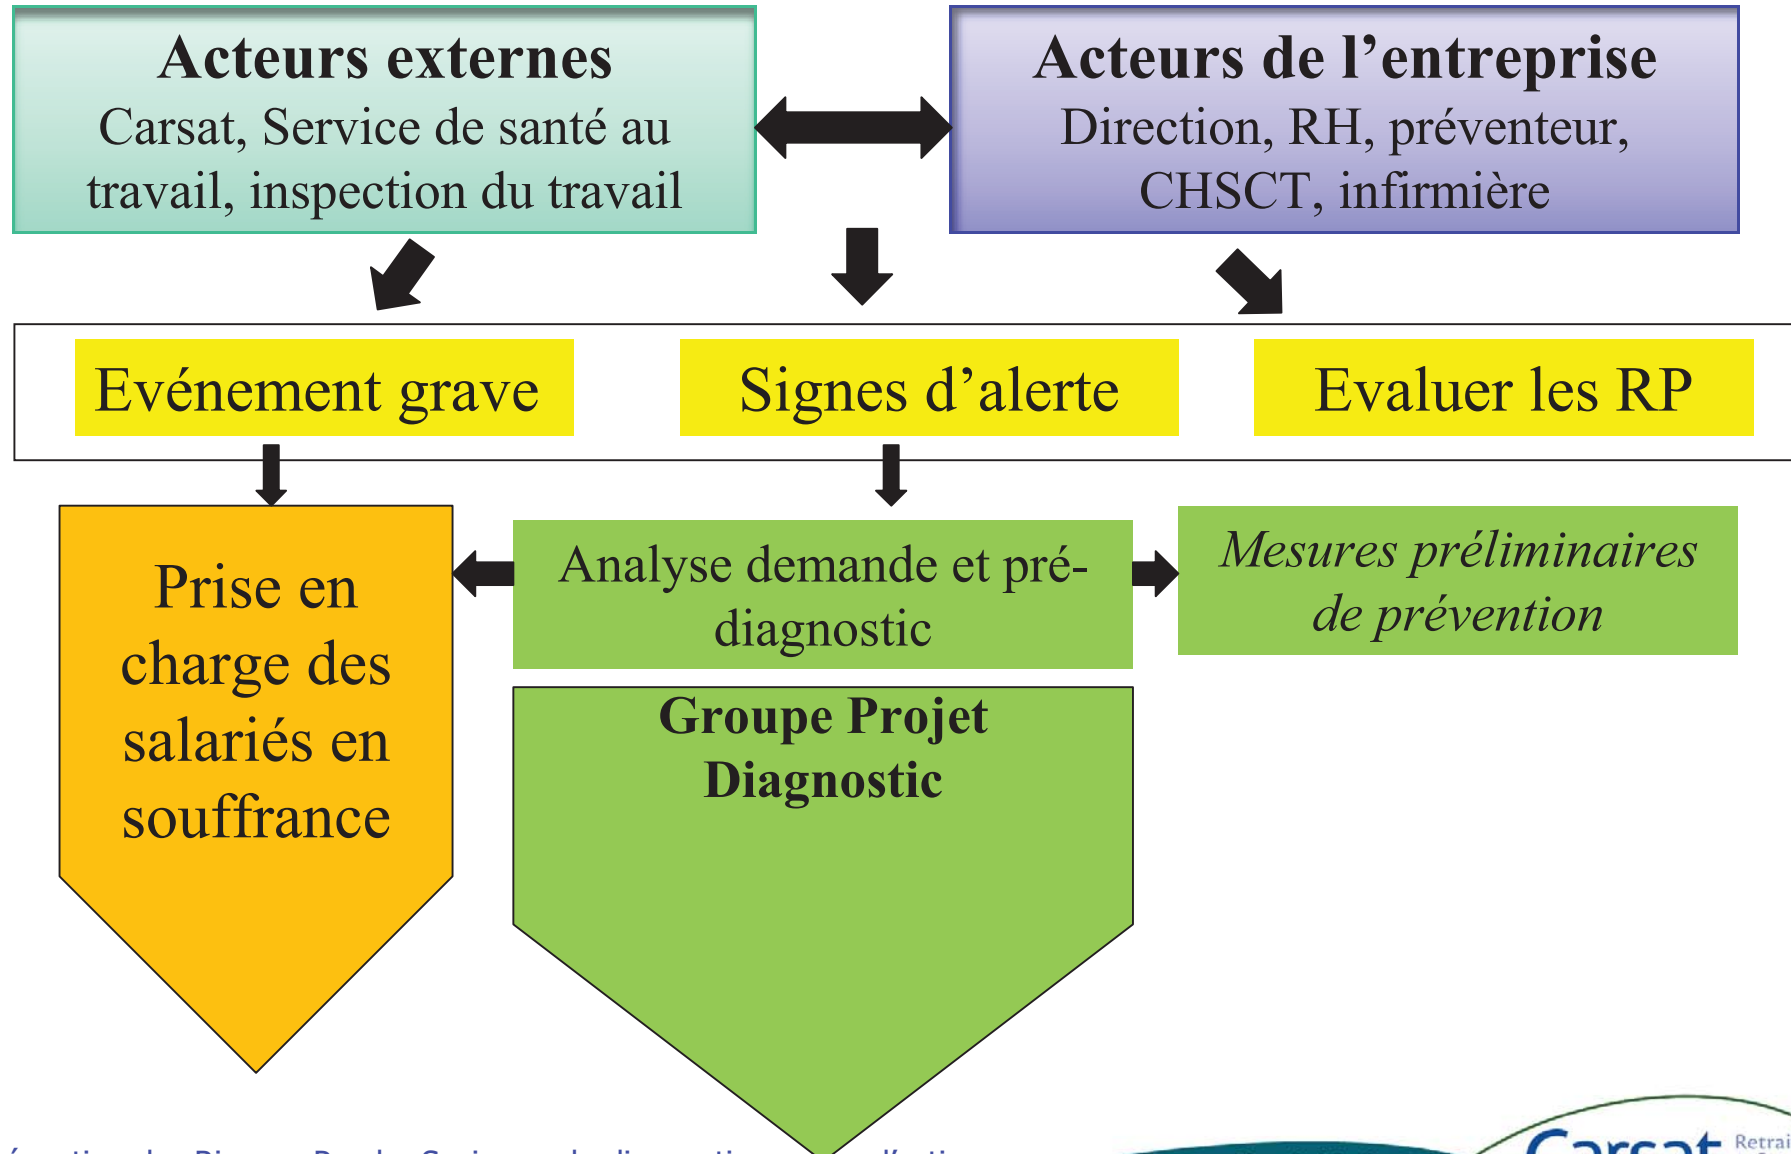 Acteurs externes
Carsat, Service de santé au
travail, inspection du travail
Acteurs de l’entreprise
Direction, RH, préventeur,
CHSCT, infirmière
Evénement grave
Signes d’alerte
Evaluer les RP
Prise en
charge des
salariés en
souffrance
Analyse demande et pré-
diagnostic
Mesures préliminaires
de prévention
Groupe Projet
Diagnostic
Carsat